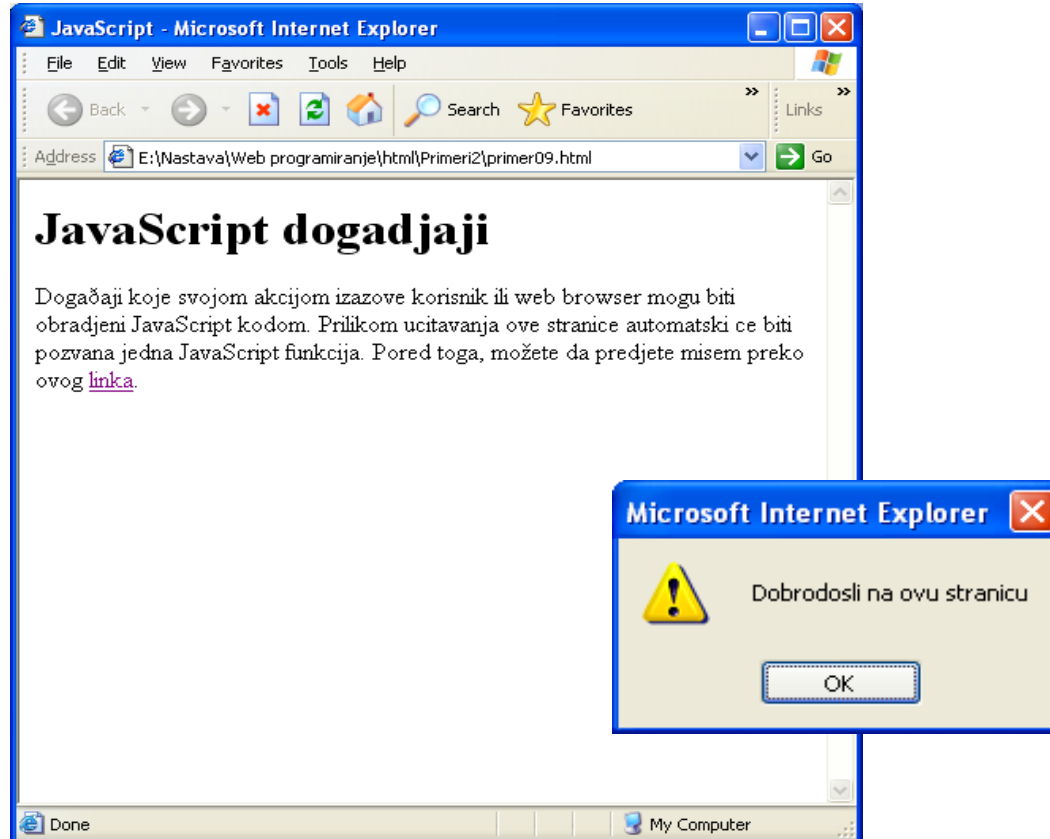 JavaScript - Microsoft Internet Explorer
File Edit View Favorites Tools Help
Back Search Favorites » Links »
Address E:\Nastava\Web programiranje\html\Primeri2\primer09.html Go
JavaScript dogadjaji
Događaji koje svojom akcijom izazove korisnik ili web browser mogu biti
obradjeni JavaScript kodom. Prilikom ucitavanja ove stranice automatski ce biti
pozvana jedna JavaScript funkcija. Pored toga, možete da predjete misem preko
ovog linka.
Microsoft Internet Explorer
Dobrodosli na ovu stranicu
OK
Done My Computer